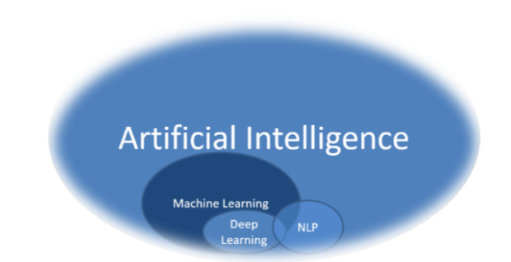 Artificial Intelligence
Machine Learning
Deep
Learning
NLP